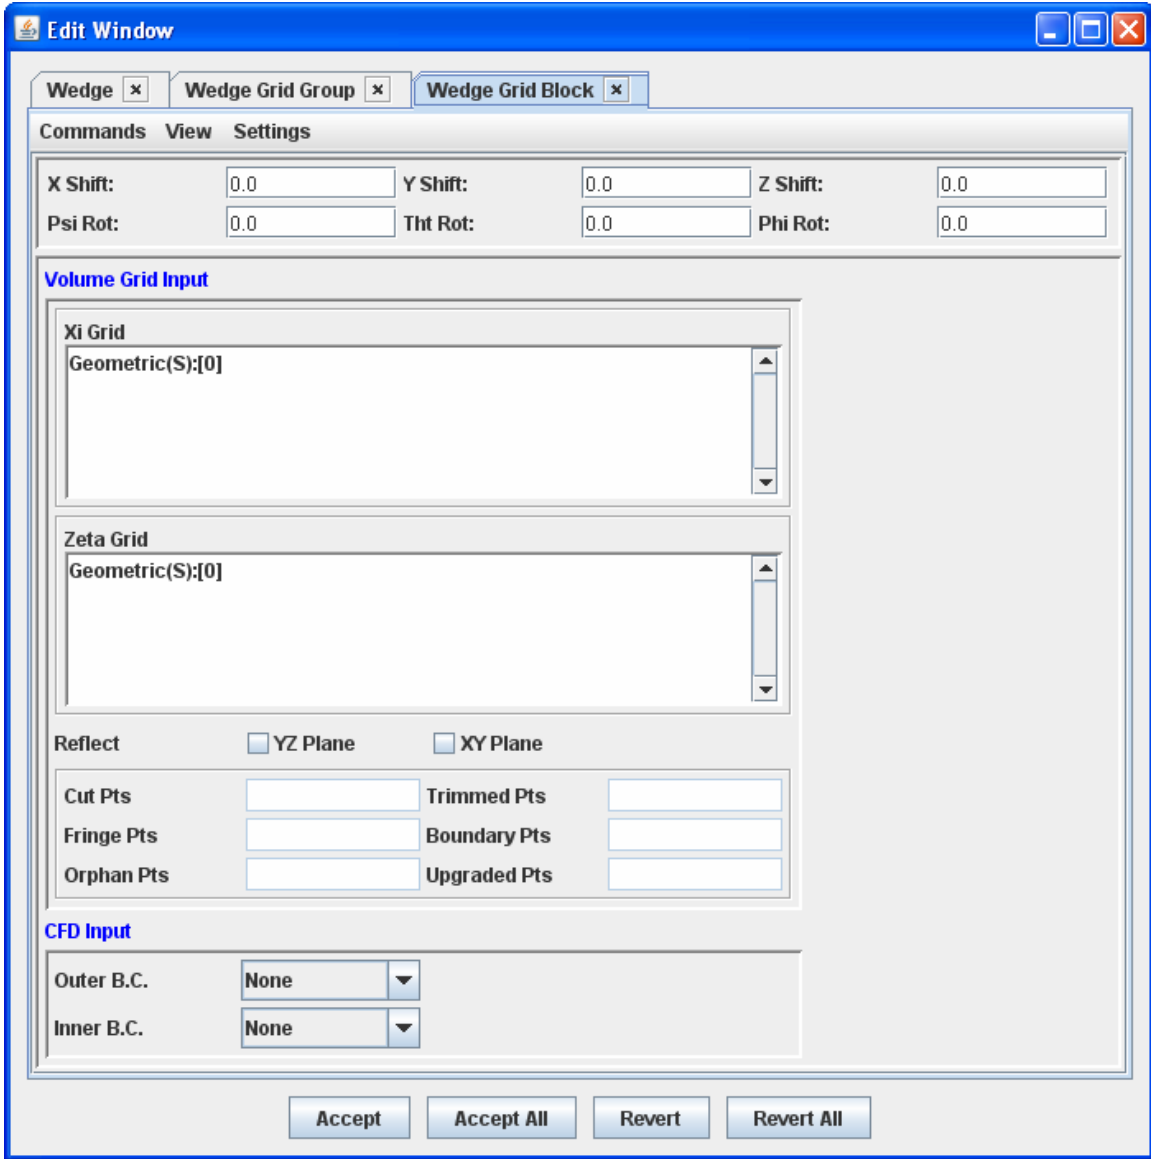 Edit Window
Wedge Wedge Grid Group Wedge Grid Block
Commands View Settings
X Shift: 0.0 Y Shift: 0.0 Z Shift: 0.0
Psi Rot: 0.0 Tht Rot: 0.0 Phi Rot: 0.0
Volume Grid Input
Xi Grid
Geometric(S):[0]
Zeta Grid
Geometric(S):[0]
Reflect YZ Plane XY Plane
Cut Pts Trimmed Pts
Fringe Pts Boundary Pts
Orphan Pts Upgraded Pts
CFD Input
Outer B.C. None
Inner B.C. None
Accept Accept All Revert Revert All